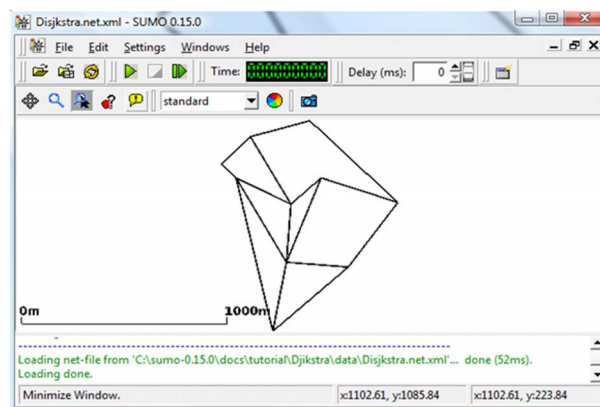 Disjkstra.net.xml - SUMO 0.15.0
File Edit Settings Windows Help
Time: Delay (ms): 0
standard
0m 1000m
Loading net-file from 'C:\sumo-0.15.0\docs\tutorial\Djikstra\data\Disjkstra.net.xml'... done (52ms).
Loading done.
Minimize Window. x:1102.61, y:1085.84 x:1102.61, y:223.84